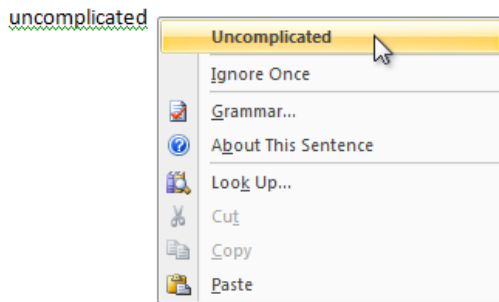 uncomplicated
Uncomplicated
Ignore Once
Grammar...
About This Sentence
Look Up...
Cut
Copy
Paste